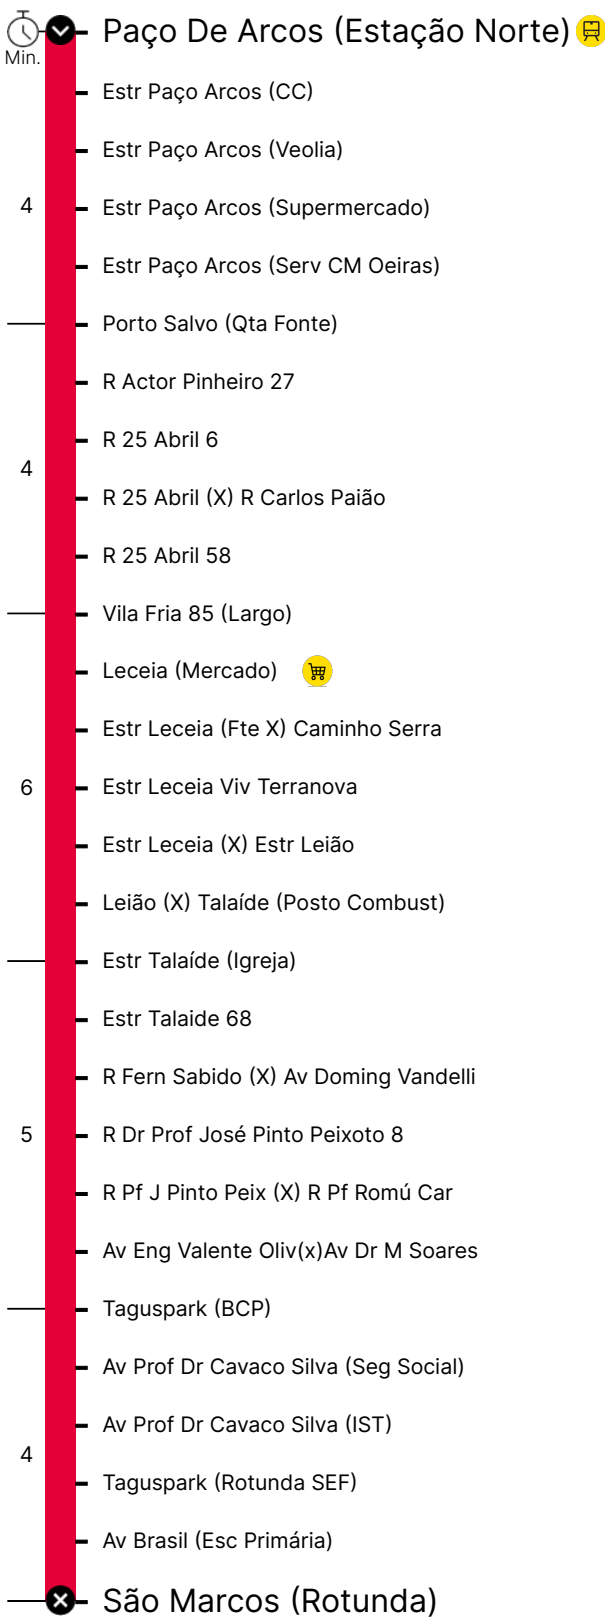 Paço De Arcos (Estação Norte)
Min.
Estr Paço Arcos (CC)
Estr Paço Arcos (Veolia)
4
Estr Paço Arcos (Supermercado)
Estr Paço Arcos (Serv CM Oeiras)
Porto Salvo (Qta Fonte)
R Actor Pinheiro 27
R 25 Abril 6
4
R 25 Abril (X) R Carlos Paião
R 25 Abril 58
Vila Fria 85 (Largo)
Leceia (Mercado)
Estr Leceia (Fte X) Caminho Serra
6
Estr Leceia Viv Terranova
Estr Leceia (X) Estr Leião
Leião (X) Talaíde (Posto Combust)
Estr Talaíde (Igreja)
Estr Talaide 68
R Fern Sabido (X) Av Doming Vandelli
5
R Dr Prof José Pinto Peixoto 8
R Pf J Pinto Peix (X) R Pf Romú Car
Av Eng Valente Oliv(x)Av Dr M Soares
Taguspark (BCP)
Av Prof Dr Cavaco Silva (Seg Social)
Av Prof Dr Cavaco Silva (IST)
4
Taguspark (Rotunda SEF)
Av Brasil (Esc Primária)
São Marcos (Rotunda)